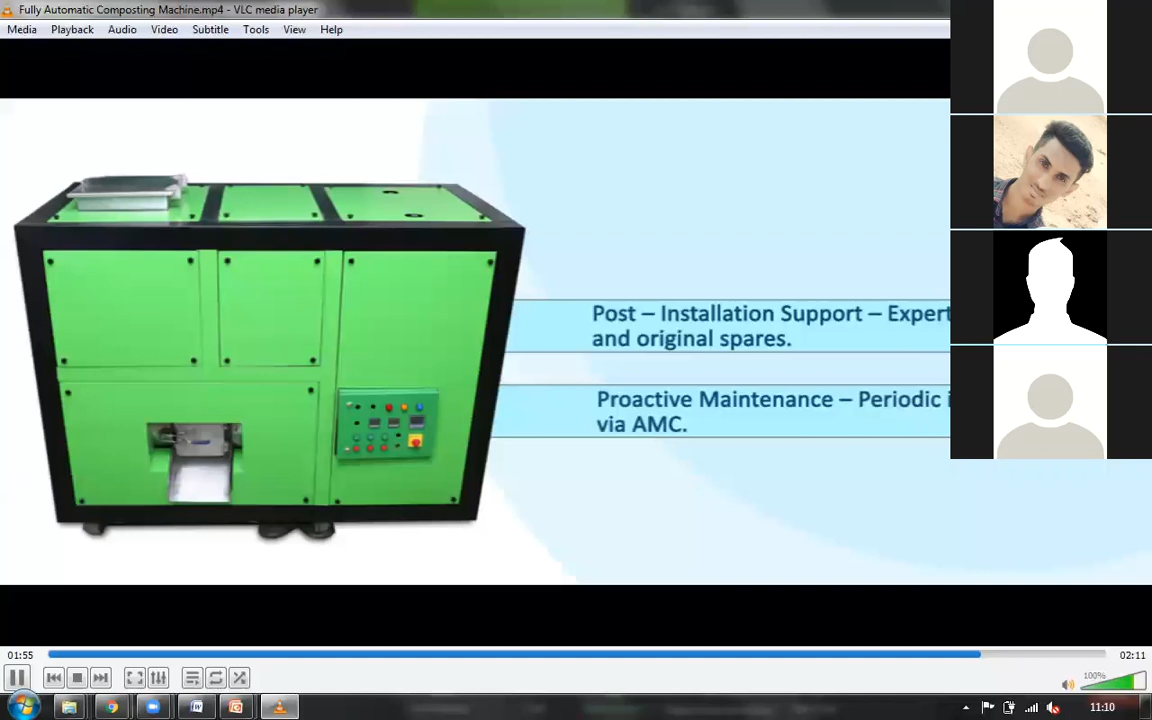 Fully Automatic Composting Machine.mp4 - VLC media player
Media Playback Audio Video Subtitle Tools View Help
Post – Installation Support – Expert
and original spares.
Proactive Maintenance – Periodic
via AMC.
01:55
02:11
100%
11:10